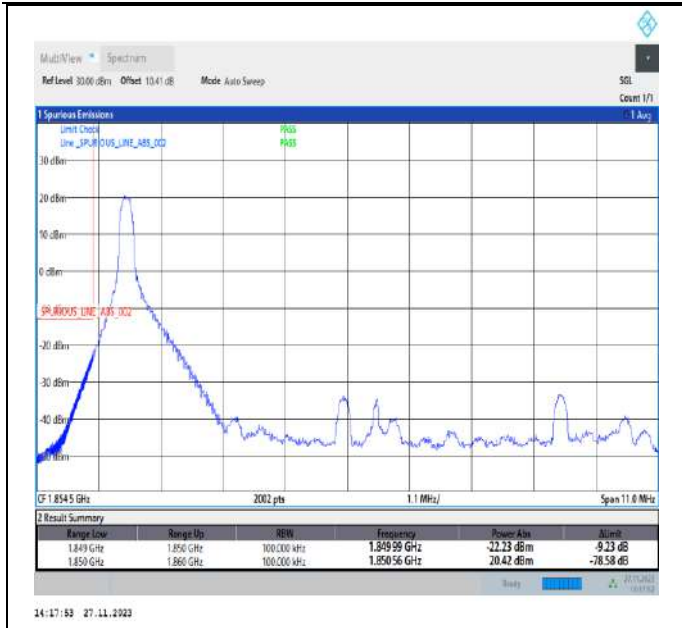 MultiView Spectrum
Ref Level 30.00 dBm Offset 10.41 dB Mode Auto Sweep SGL
Count 1/1
1 Spurious Emissions 1 Avg
Limit Check PASS
Line _SPURIOUS_LINE_ABS_002 PASS
30 dBm
20 dBm
10 dBm
0 dBm
SPURIOUS_LINE_ABS_002
-20 dBm
-30 dBm
-40 dBm
CF 1.8545 GHz 2002 pts 1.1 MHz/ Span 11.0 MHz
2 Result Summary
Range Low Range Up RBW Frequency Power Abs ΔLimit
1.849 GHz 1.850 GHz 100.000 kHz 1.84999 GHz -22.23 dBm -9.23 dB
1.850 GHz 1.860 GHz 100.000 kHz 1.85056 GHz 20.42 dBm -78.58 dB
Ready 27.11.2023
14:17:53 27.11.2023